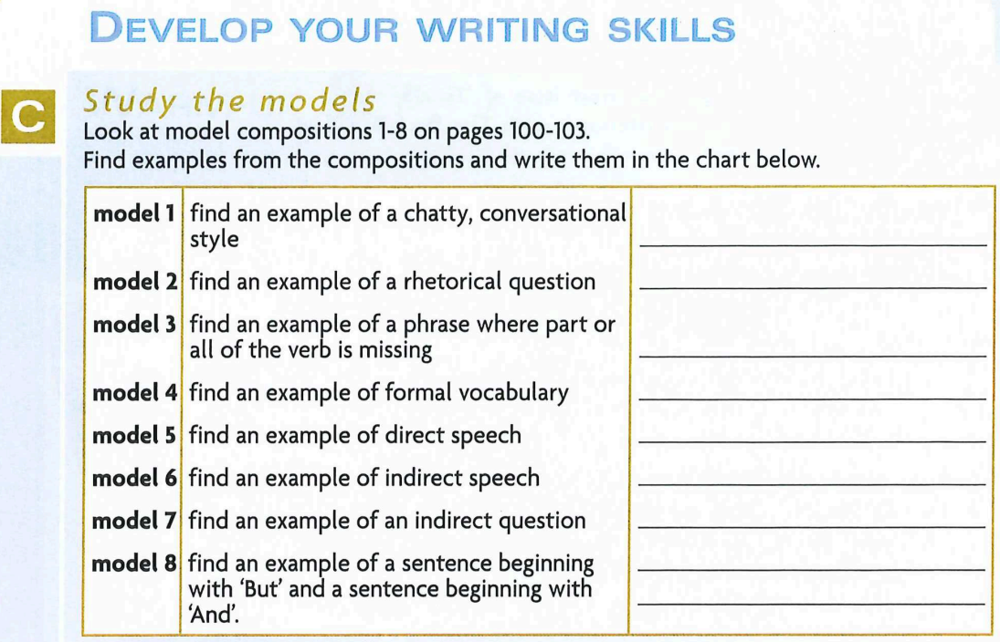 DEVELOP YOUR WRITING SKILLS
C
Study the models
Look at model compositions 1-8 on pages 100-103.
Find examples from the compositions and write them in the chart below.
model 1 find an example of a chatty, conversational
style
model 2 find an example of a rhetorical question
model 3 find an example of a phrase where part or
all of the verb is missing
model 4 find an example of formal vocabulary
model 5 find an example of direct speech
model 6 find an example of indirect speech
model 7 find an example of an indirect question
model 8 find an example of a sentence beginning
with 'But' and a sentence beginning with
'And'.